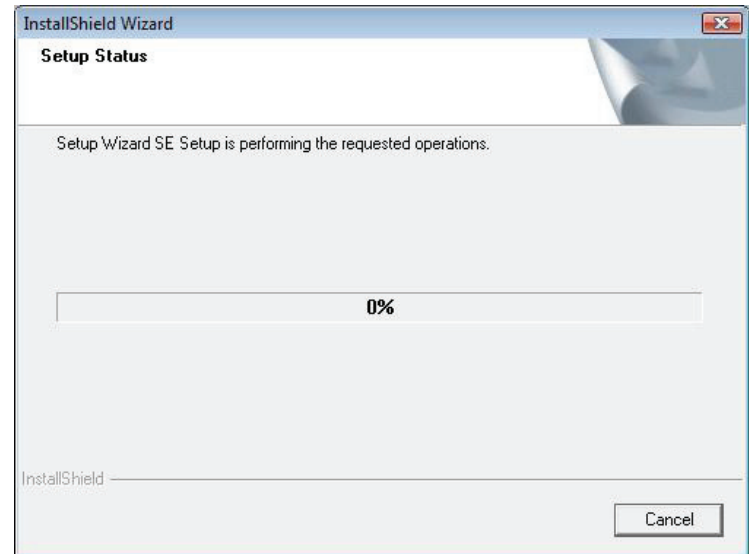 InstallShield Wizard
Setup Status
Setup Wizard SE Setup is performing the requested operations.
0%
InstallShield
Cancel